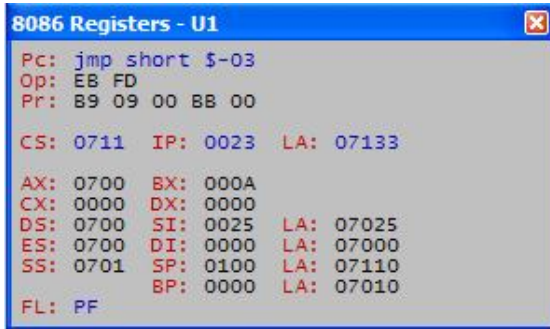 8086 Registers - U1
Pc: jmp short $-03
Op: EB FD
Pr: B9 09 00 BB 00
CS: 0711 IP: 0023 LA: 07133
AX: 0700 BX: 000A
CX: 0000 DX: 0000
DS: 0700 SI: 0025 LA: 07025
ES: 0700 DI: 0000 LA: 07000
SS: 0701 SP: 0100 LA: 07110
BP: 0000 LA: 07010
FL: PF